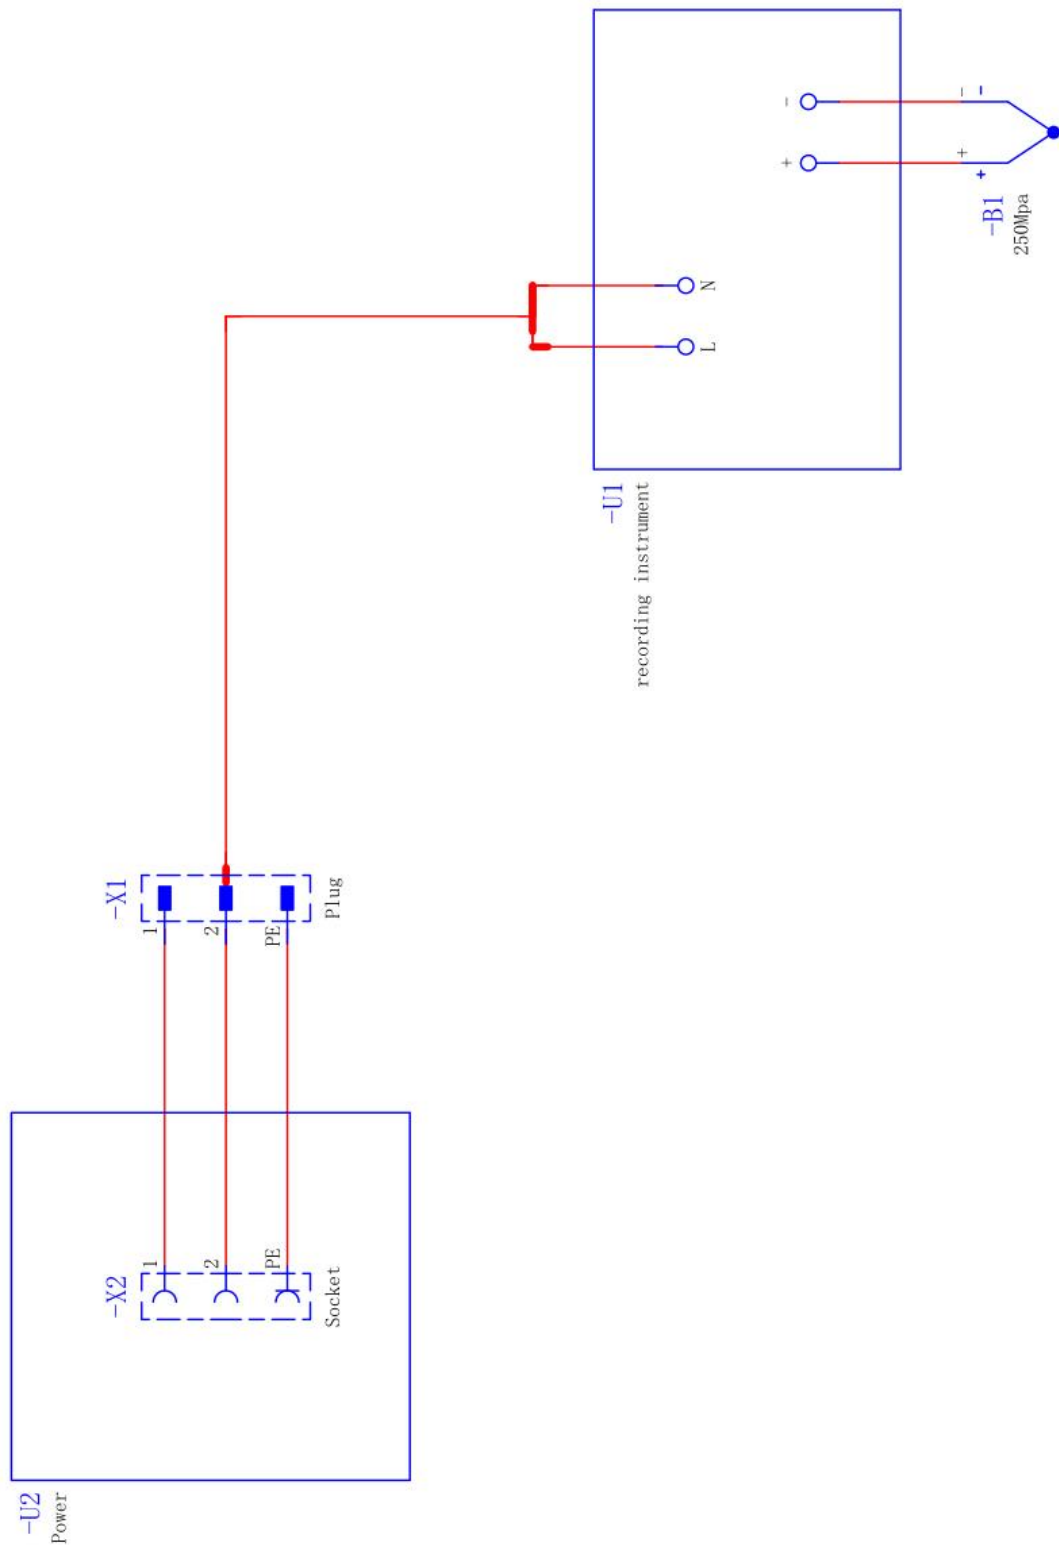 -U2
Power
-X2
1
2
PE
Socket
-X1
1
2
PE
Plug
-U1
recording instrument
L
N
+
-
+
-
+
-
-B1
250Mpa